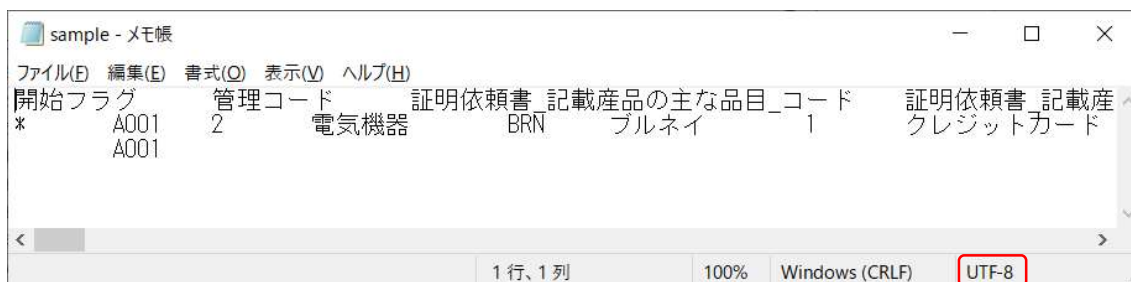 sample - メモ帳
ファイル(F) 編集(E) 書式(O) 表示(V) ヘルプ(H)
開始フラグ 管理コード 証明依頼書_記載産品の主な品目_コード 証明依頼書_記載産
* A001 2 電気機器 BRN ブルネイ 1 クレジットカード
A001
1 行、1 列 100% Windows (CRLF) UTF-8